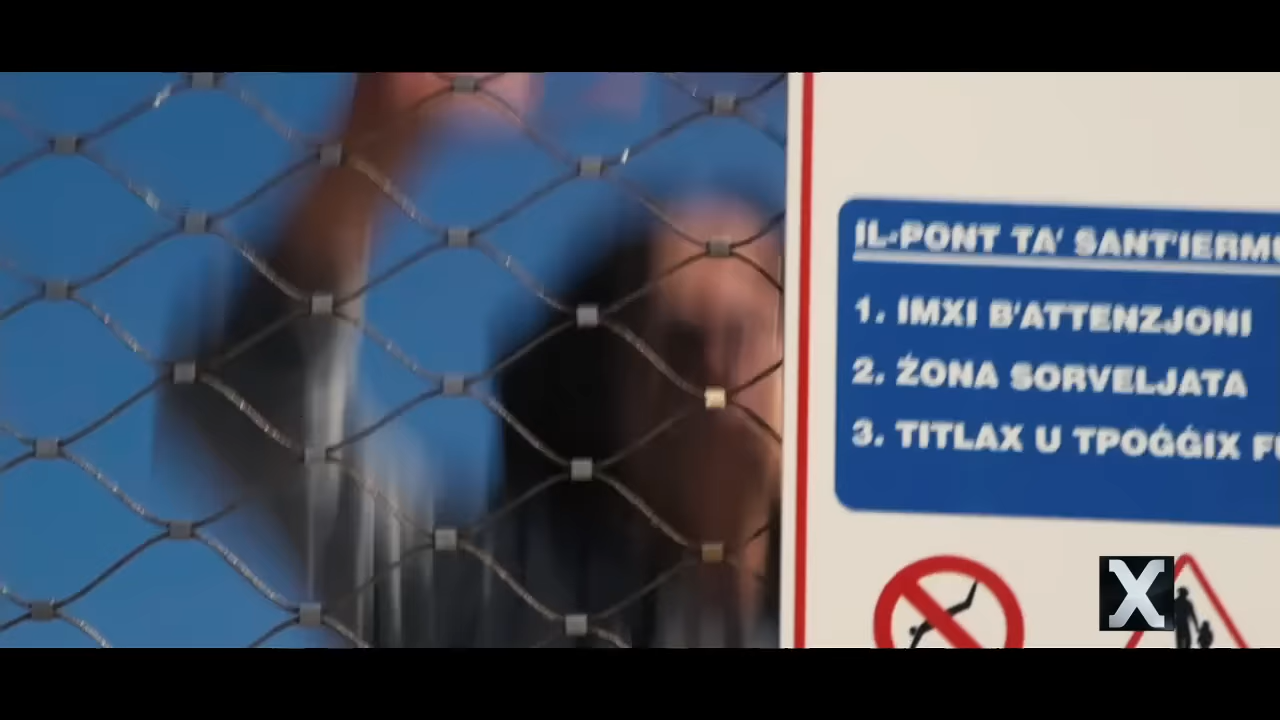 IL-PONT TA' SANT'IERMU
1. IMXI B'ATTENZJONI
2. ŻONA SORVELJATA
3. TITLAX U TPOĠĠIX
X